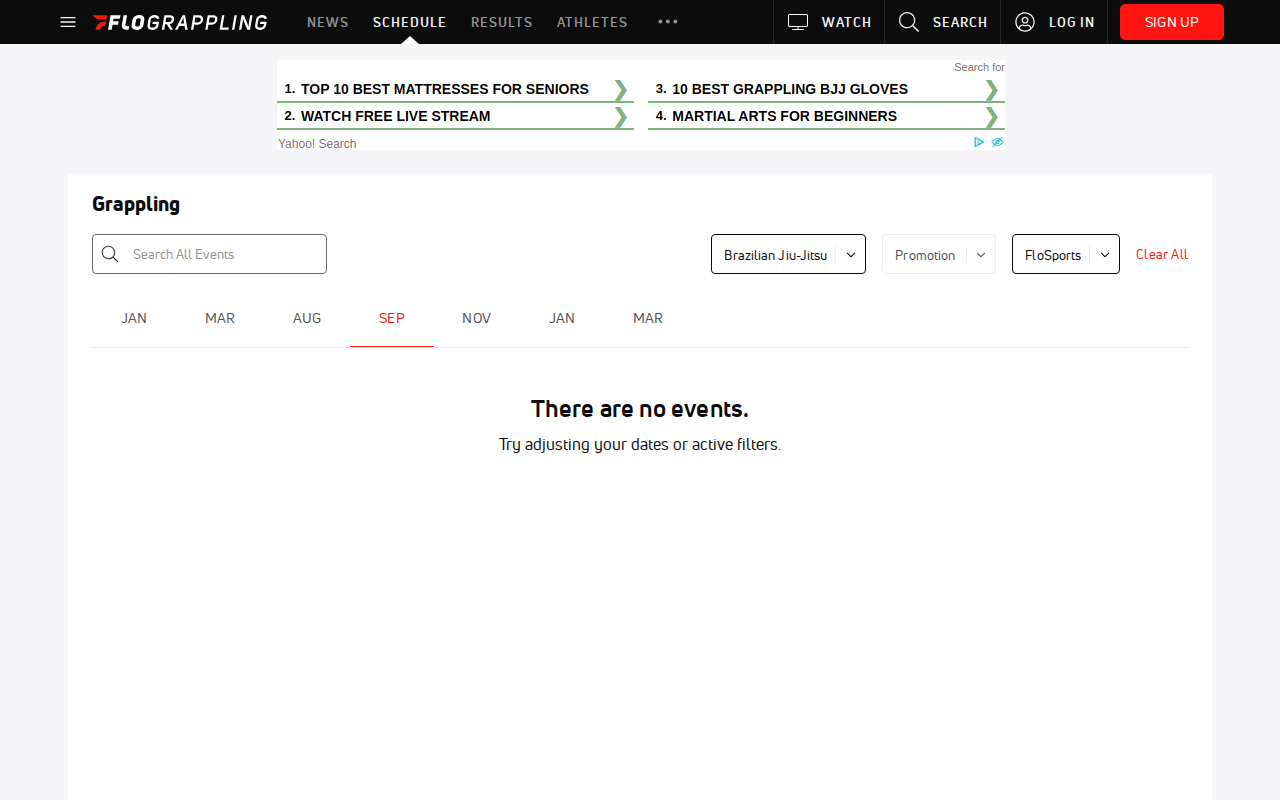 FLOGRAPPLING NEWS SCHEDULE RESULTS ATHLETES ••• WATCH SEARCH LOG IN SIGN UP
Search for
1. TOP 10 BEST MATTRESSES FOR SENIORS
2. WATCH FREE LIVE STREAM
3. 10 BEST GRAPPLING BJJ GLOVES
4. MARTIAL ARTS FOR BEGINNERS
Yahoo! Search
Grappling
Search All Events Brazilian Jiu-Jitsu Promotion FloSports Clear All
JAN MAR AUG SEP NOV JAN MAR
There are no events.
Try adjusting your dates or active filters.